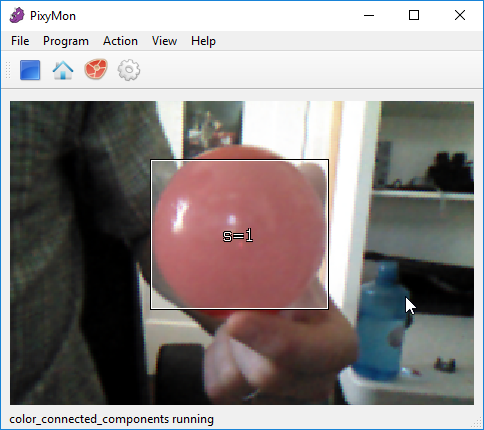 PixyMon
File Program Action View Help
s=1
color_connected_components running